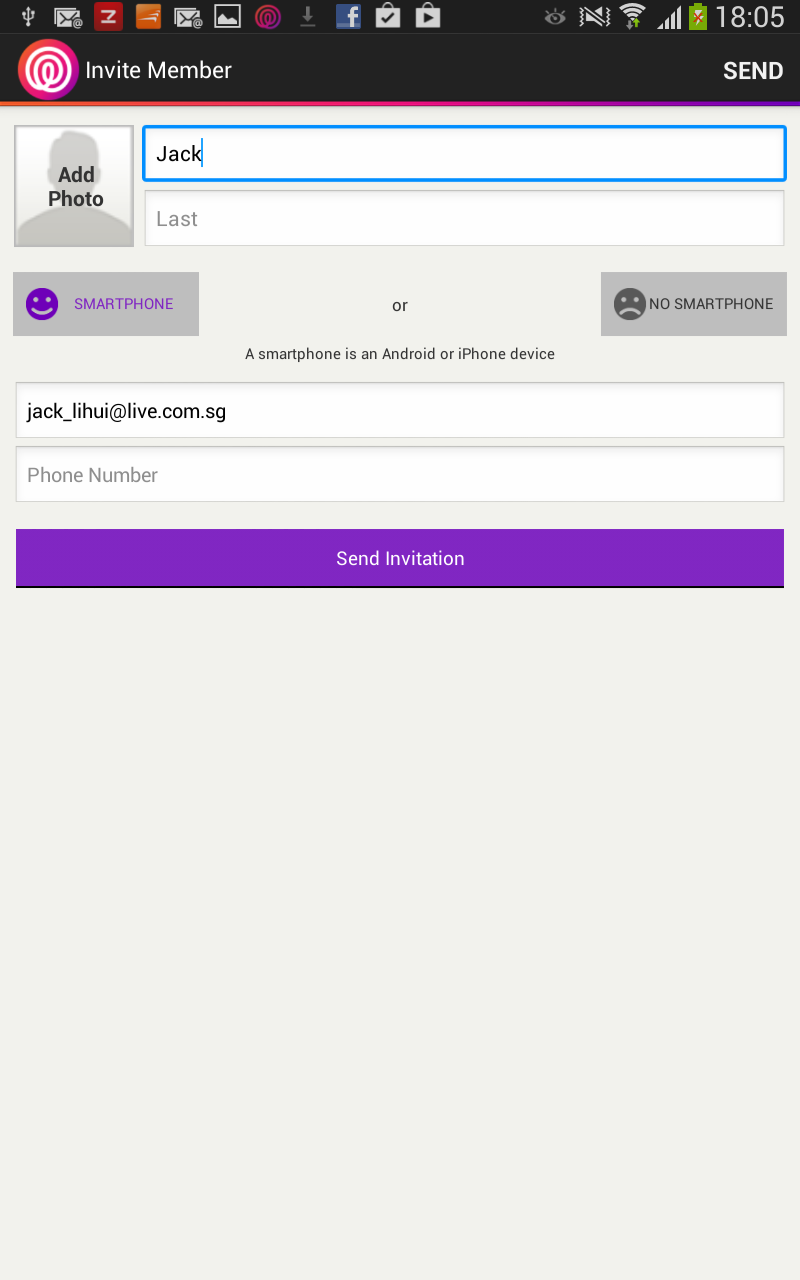 18:05
Invite Member
SEND
Add
Photo
Jack
Last
SMARTPHONE
or
NO SMARTPHONE
A smartphone is an Android or iPhone device
jack_lihui@live.com.sg
Phone Number
Send Invitation